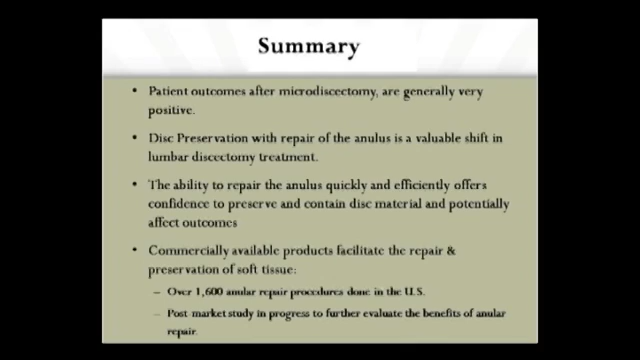 Summary
• Patient outcomes after microdiscectomy, are generally very
positive.
• Disc Preservation with repair of the anulus is a valuable shift in
lumbar discectomy treatment.
• The ability to repair the anulus quickly and efficiently offers
confidence to preserve and contain disc material and potentially
affect outcomes
• Commercially available products facilitate the repair &
preservation of soft tissue:
– Over 1,600 anular repair procedures done in the U.S.
– Post market study in progress to further evaluate the benefits of anular
repair.